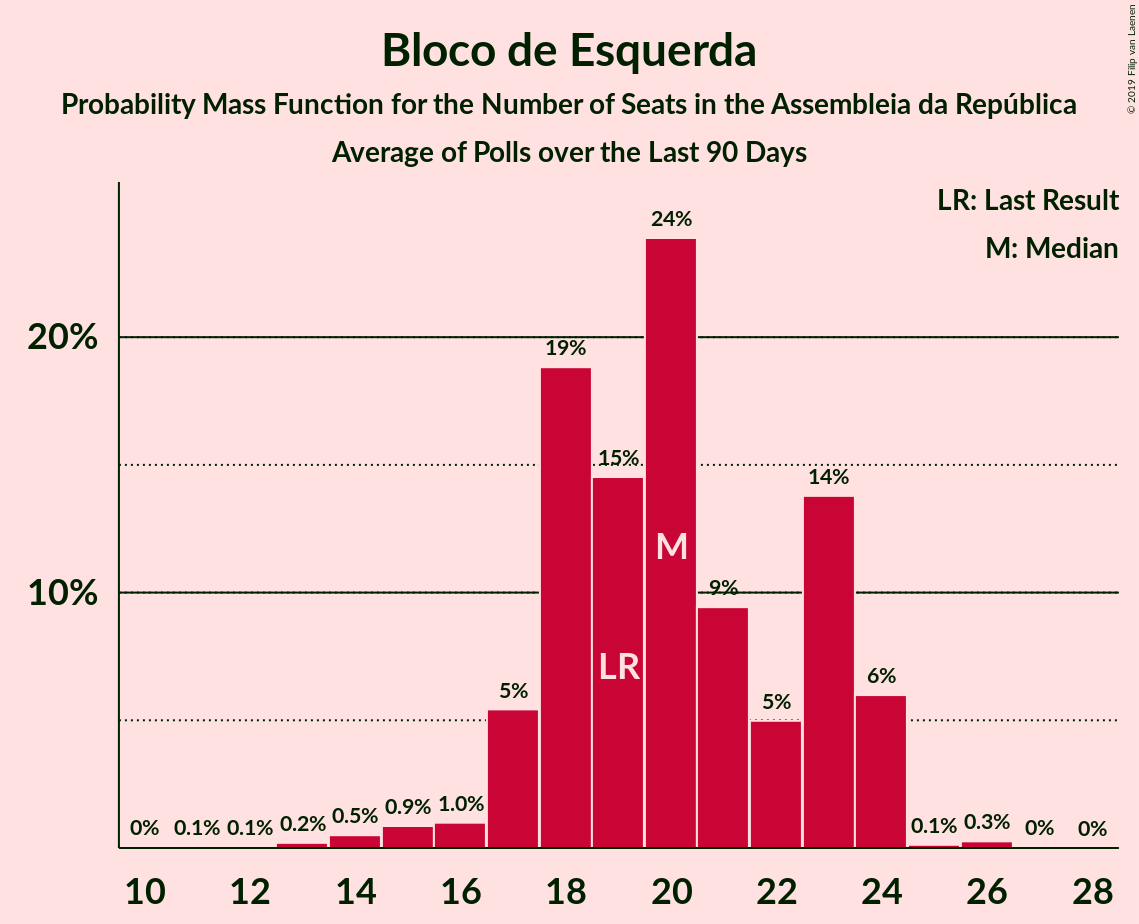 Bloco de Esquerda
Probability Mass Function for the Number of Seats in the Assembleia da República
Average of Polls over the Last 90 Days
© 2019 Filip van Laenen
LR: Last Result
M: Median
20%
10%
0%
0.1%
0.1%
0.2%
0.5%
0.9%
1.0%
5%
19%
15%
24%
9%
5%
14%
6%
0.1%
0.3%
0%
0%
LR
M
10 12 14 16 18 20 22 24 26 28